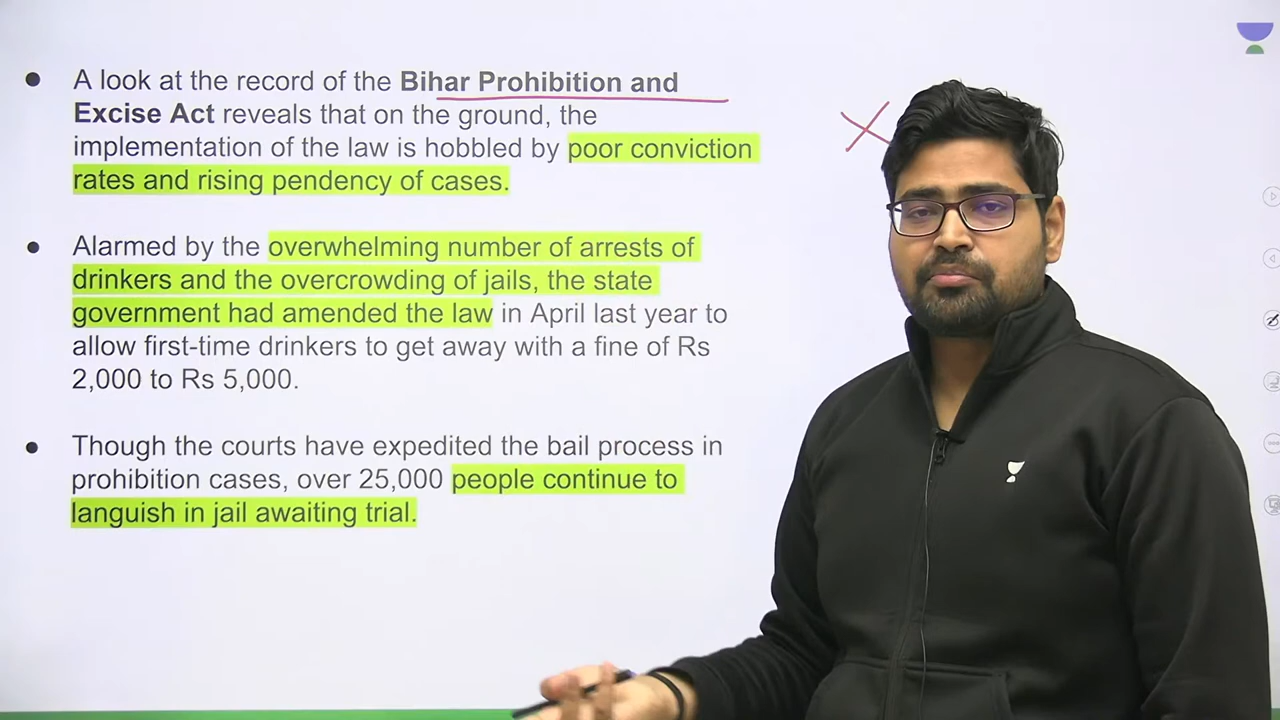 A look at the record of the Bihar Prohibition and
Excise Act reveals that on the ground, the
implementation of the law is hobbled by poor conviction
rates and rising pendency of cases.
Alarmed by the overwhelming number of arrests of
drinkers and the overcrowding of jails, the state
government had amended the law in April last year to
allow first-time drinkers to get away with a fine of Rs
2,000 to Rs 5,000.
Though the courts have expedited the bail process in
prohibition cases, over 25,000 people continue to
languish in jail awaiting trial.